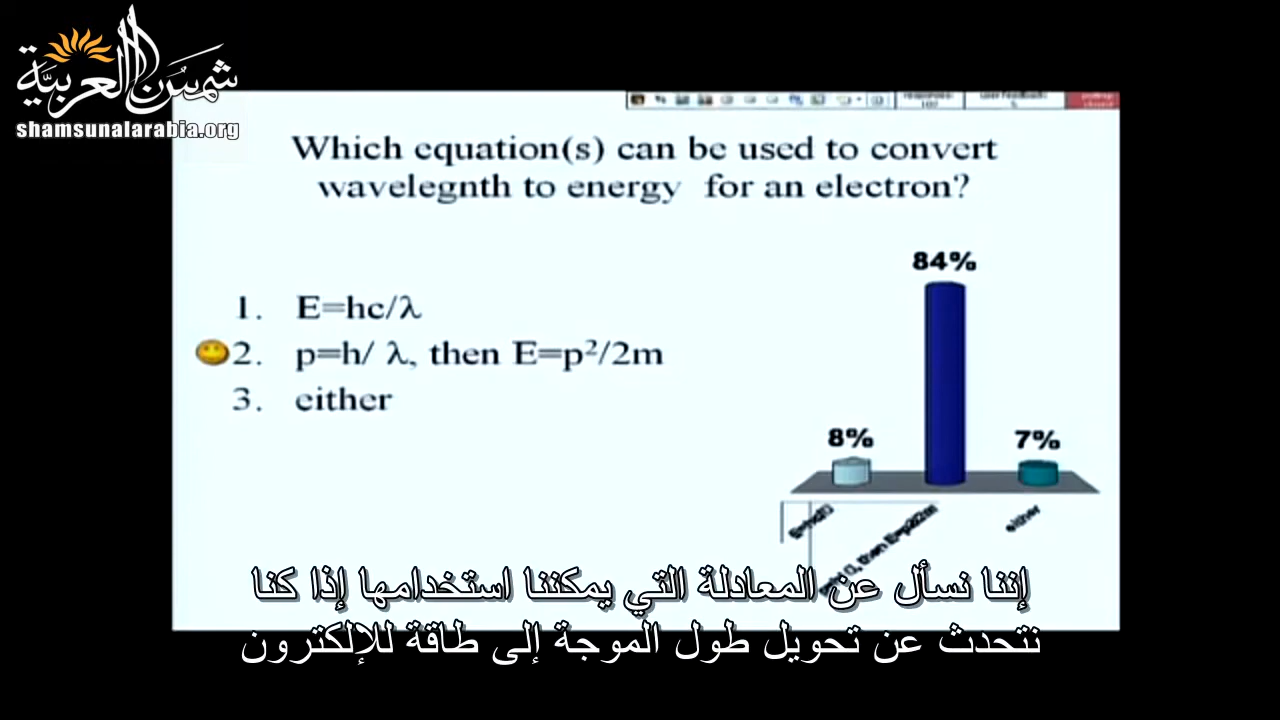 شمسُن العربيَّة
shamsunalarabia.org
Which equation(s) can be used to convert
wavelegnth to energy for an electron?
1. E=hc/λ
2. p=h/ λ, then E=p²/2m
3. either
84%
8%
7%
either
إننا نسأل عن المعادلة التي يمكننا استخدامها إذا كنا
نتحدث عن تحويل طول الموجة إلى طاقة للإلكترون